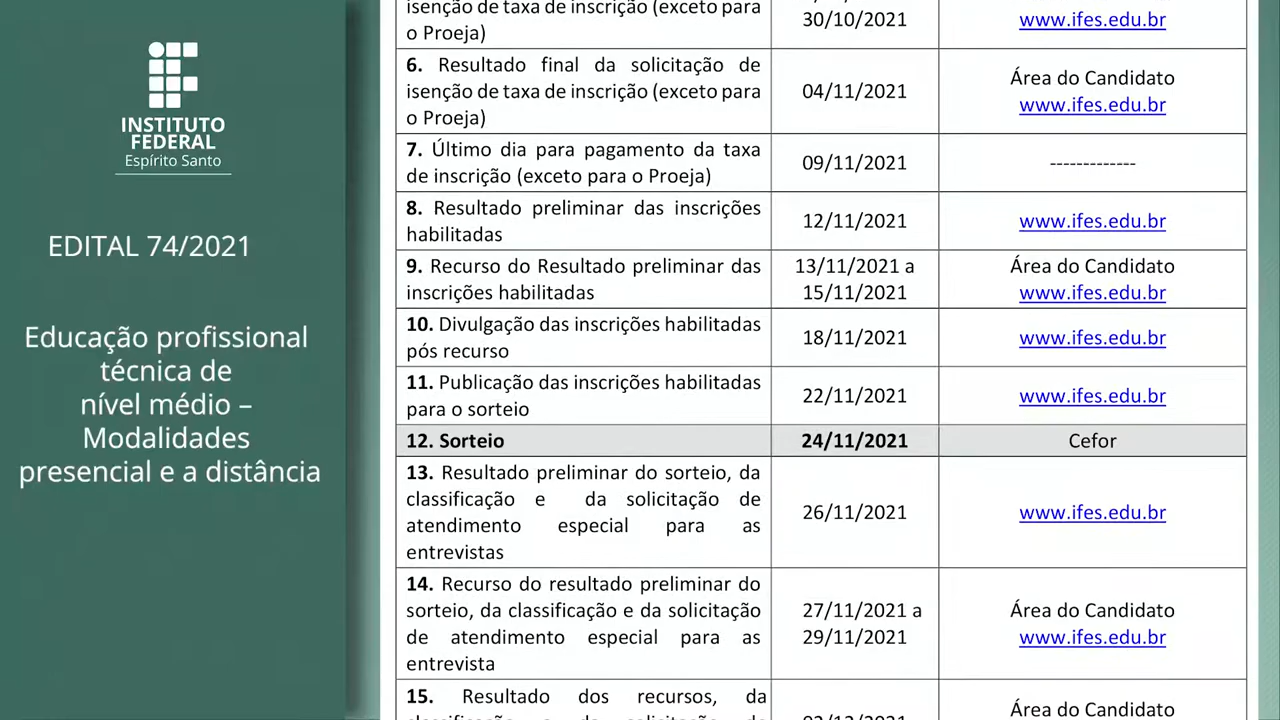 INSTITUTO
FEDERAL
Espírito Santo
EDITAL 74/2021
Educação profissional
técnica de
nível médio –
Modalidades
presencial e a distância
isenção de taxa de inscrição (exceto para
o Proeja)
30/10/2021
www.ifes.edu.br
6. Resultado final da solicitação de
isenção de taxa de inscrição (exceto para
o Proeja)
04/11/2021
Área do Candidato
www.ifes.edu.br
7. Último dia para pagamento da taxa
de inscrição (exceto para o Proeja)
09/11/2021
-------------
8. Resultado preliminar das inscrições
habilitadas
12/11/2021
www.ifes.edu.br
9. Recurso do Resultado preliminar das
inscrições habilitadas
13/11/2021 a
15/11/2021
Área do Candidato
www.ifes.edu.br
10. Divulgação das inscrições habilitadas
pós recurso
18/11/2021
www.ifes.edu.br
11. Publicação das inscrições habilitadas
para o sorteio
22/11/2021
www.ifes.edu.br
12. Sorteio
24/11/2021
Cefor
13. Resultado preliminar do sorteio, da
classificação e da solicitação de
atendimento especial para as
entrevistas
26/11/2021
www.ifes.edu.br
14. Recurso do resultado preliminar do
sorteio, da classificação e da solicitação
de atendimento especial para as
entrevista
27/11/2021 a
29/11/2021
Área do Candidato
www.ifes.edu.br
15. Resultado dos recursos, da
Área do Candidato